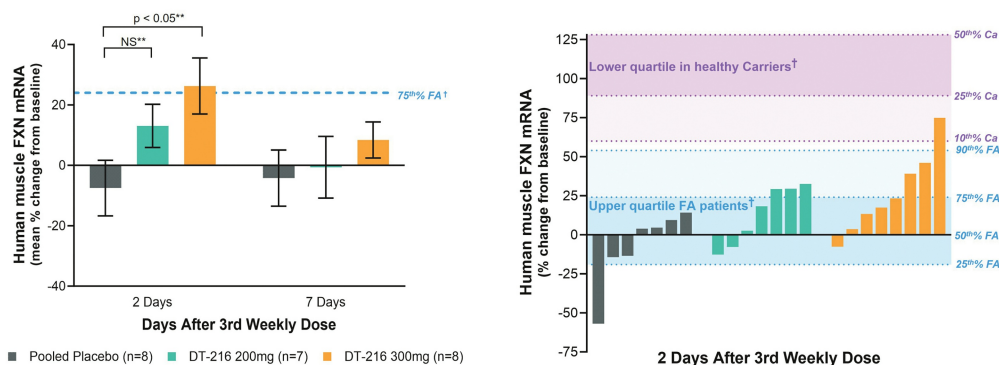 p < 0.05**
NS**
Human muscle FXN mRNA
(mean % change from baseline)
40
20
0
-20
-40
75th% FA†
2 Days
7 Days
Days After 3rd Weekly Dose
Pooled Placebo (n=8)
DT-216 200mg (n=7)
DT-216 300mg (n=8)
Human muscle FXN mRNA
(% change from baseline)
125
100
75
50
25
0
-25
-50
-75
Lower quartile in healthy Carriers†
Upper quartile FA patients†
50th% Ca
25th% Ca
10th% Ca
90th% FA
75th% FA
50th% FA
25th% FA
2 Days After 3rd Weekly Dose